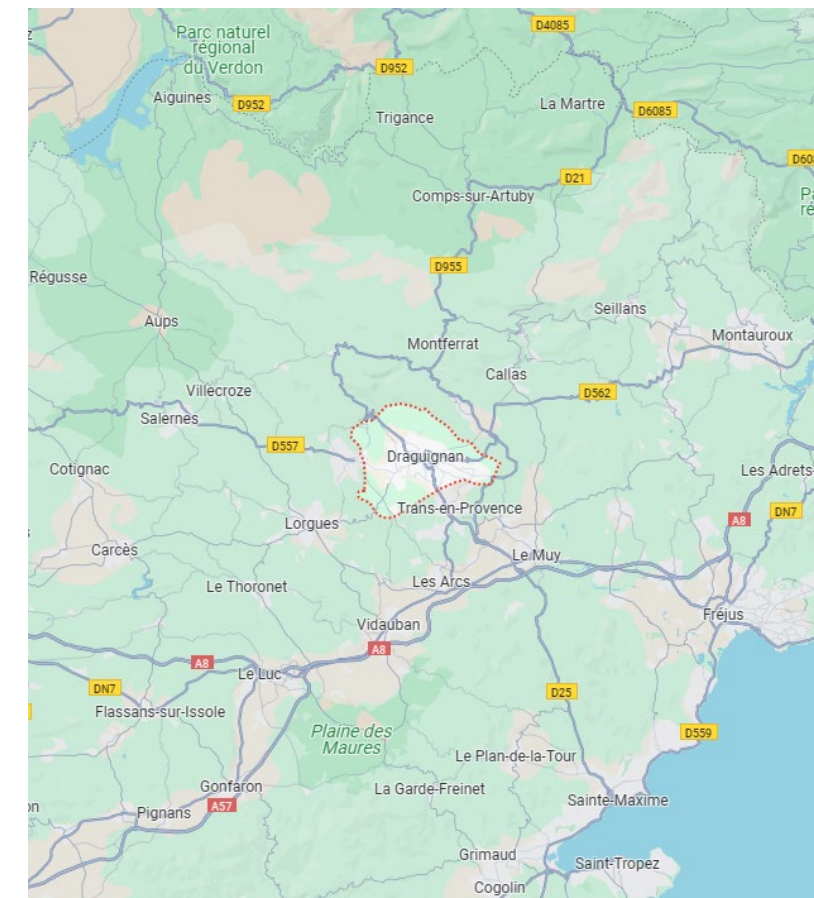 D4085
Parc naturel
régional
du Verdon
D952
Aiguines
D952
La Martre
D6085
Trigance
D21
Comps-sur-Artuby
D955
Régusse
Seillans
Aups
Montauroux
Montferrat
Callas
Villecroze
D562
Salernes
D557
Draguignan
Cotignac
Les Adrets-
Trans-en-Provence
DN7
A8
Lorgues
Carcès
Le Muy
Les Arcs
Le Thoronet
Fréjus
Vidauban
A8
A8
Le Luc
DN7
D25
Flassans-sur-Issole
Plaine des
Maures
D559
Le Plan-de-la-Tour
Gonfaron
La Garde-Freinet
A57
Sainte-Maxime
Pignans
Grimaud
Saint-Tropez
Cogolin